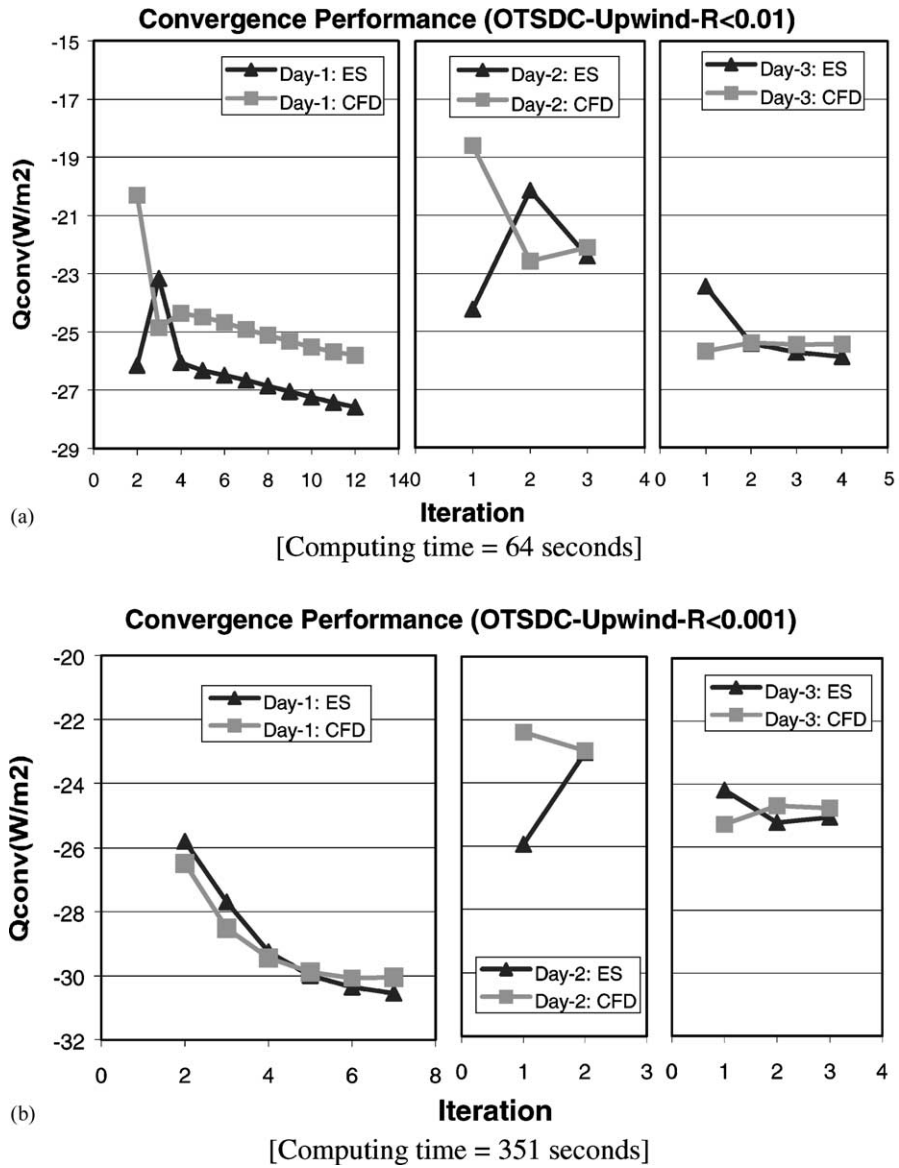 Convergence Performance (OTSDC-Upwind-R<0.01)
(a)
Qconv(W/m2)
-15
-17
-19
-21
-23
-25
-27
-29
Day-1: ES
Day-1: CFD
0 2 4 6 8 10 12 14
Day-2: ES
Day-2: CFD
0 1 2 3 4
Day-3: ES
Day-3: CFD
0 1 2 3 4 5
Iteration
[Computing time = 64 seconds]
Convergence Performance (OTSDC-Upwind-R<0.001)
(b)
Qconv(W/m2)
-20
-22
-24
-26
-28
-30
-32
Day-1: ES
Day-1: CFD
0 2 4 6 8
Day-2: ES
Day-2: CFD
0 1 2 3
Day-3: ES
Day-3: CFD
0 1 2 3 4
Iteration
[Computing time = 351 seconds]